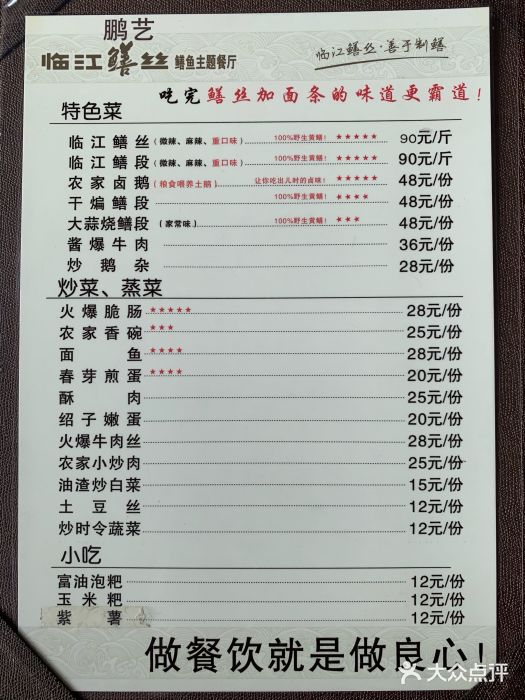 鹏艺
临江鳝丝 鳝鱼主题餐厅 临江鳝丝·善于制鳝
吃完鳝丝加面条的味道更霸道!
特色菜
临江鳝丝(微辣、麻辣、重口味) 100%野生黄鳝! ★★★★★ 90元/斤
临江鳝段(微辣、麻辣、重口味) 100%野生黄鳝! ★★★★★ 90元/斤
农家卤鹅(粮食喂养土鹅) 让你吃出儿时的卤味! ★★★★★ 48元/份
干煸鳝段 100%野生黄鳝! ★★★★ 48元/份
大蒜烧鳝段(家常味) 100%野生黄鳝! ★★★ 48元/份
酱爆牛肉 36元/份
炒鹅杂 28元/份
炒菜、蒸菜
火爆脆肠★★★★★ 28元/份
农家香碗★★★ 25元/份
面鱼★★★★ 28元/份
春芽煎蛋★★★★ 20元/份
酥肉 25元/份
绍子嫩蛋 20元/份
火爆牛肉丝 28元/份
农家小炒肉 25元/份
油渣炒白菜 15元/份
土豆丝 12元/份
炒时令蔬菜 12元/份
小吃
富油泡粑 12元/份
玉米粑 12元/份
紫薯 12元/份
做餐饮就是做良心!
大众点评